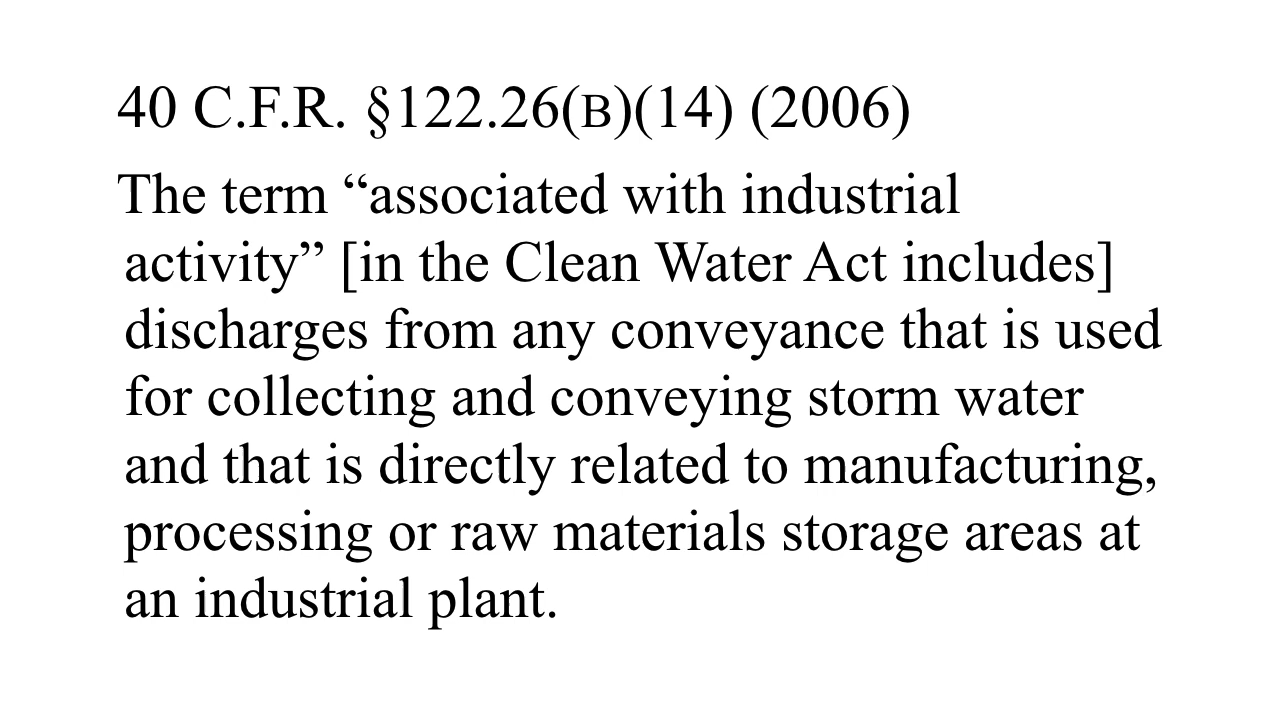 40 C.F.R. §122.26(B)(14) (2006)
The term “associated with industrial
activity” [in the Clean Water Act includes]
discharges from any conveyance that is used
for collecting and conveying storm water
and that is directly related to manufacturing,
processing or raw materials storage areas at
an industrial plant.